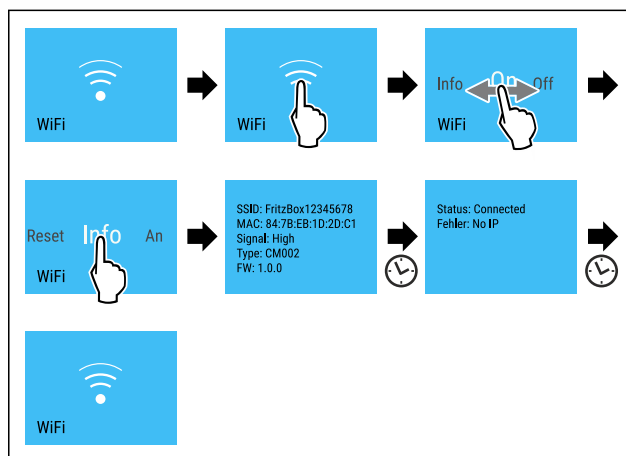 WiFi
WiFi
Info On Off
WiFi
Reset Info An
WiFi
SSID: FritzBox12345678
MAC: 84:7B:EB:1D:2D:C1
Signal: High
Type: CM002
FW: 1.0.0
Status: Connected
Fehler: No IP
WiFi